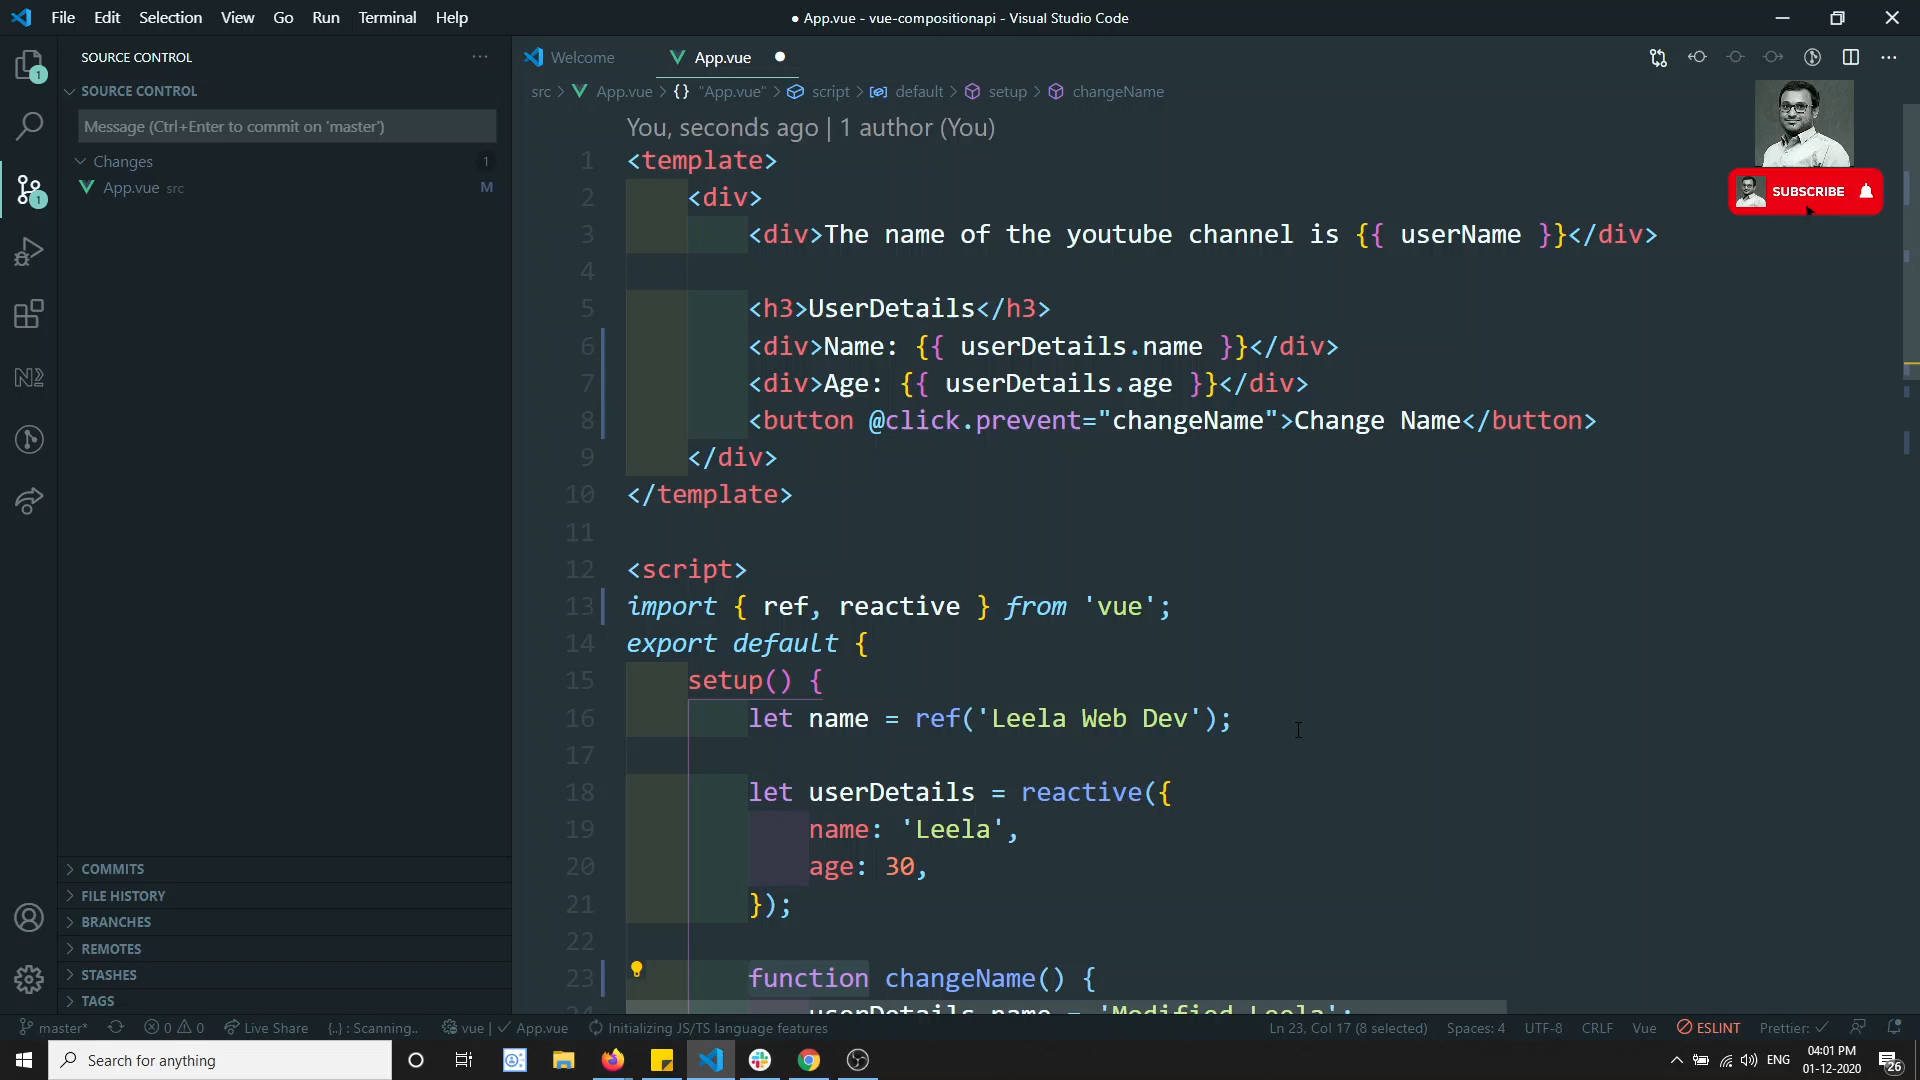 File Edit Selection View Go Run Terminal Help
● App.vue - vue-compositionapi - Visual Studio Code
SOURCE CONTROL
SOURCE CONTROL
Message (Ctrl+Enter to commit on 'master')
Changes 1
App.vue src M
COMMITS
FILE HISTORY
BRANCHES
REMOTES
STASHES
TAGS
1
1
Welcome App.vue ●
src > App.vue > {} "App.vue" > script > default > setup > changeName
SUBSCRIBE
You, seconds ago | 1 author (You)
1 <template>
2 <div>
3 <div>The name of the youtube channel is {{ userName }}</div>
4
5 <h3>UserDetails</h3>
6 <div>Name: {{ userDetails.name }}</div>
7 <div>Age: {{ userDetails.age }}</div>
8 <button @click.prevent="changeName">Change Name</button>
9 </div>
10 </template>
11
12 <script>
13 import { ref, reactive } from 'vue';
14 export default {
15 setup() {
16 let name = ref('Leela Web Dev');
17
18 let userDetails = reactive({
19 name: 'Leela',
20 age: 30,
21 });
22
23 function changeName() {
24 userDetails.name = 'Modified Leela';
master* 0 0 Live Share {..} : Scanning.. vue | ✓ App.vue Initializing JS/TS language features
Ln 23, Col 17 (8 selected) Spaces: 4 UTF-8 CRLF Vue ESLINT Prettier: ✓
Search for anything
ENG
04:01 PM
01-12-2020
26